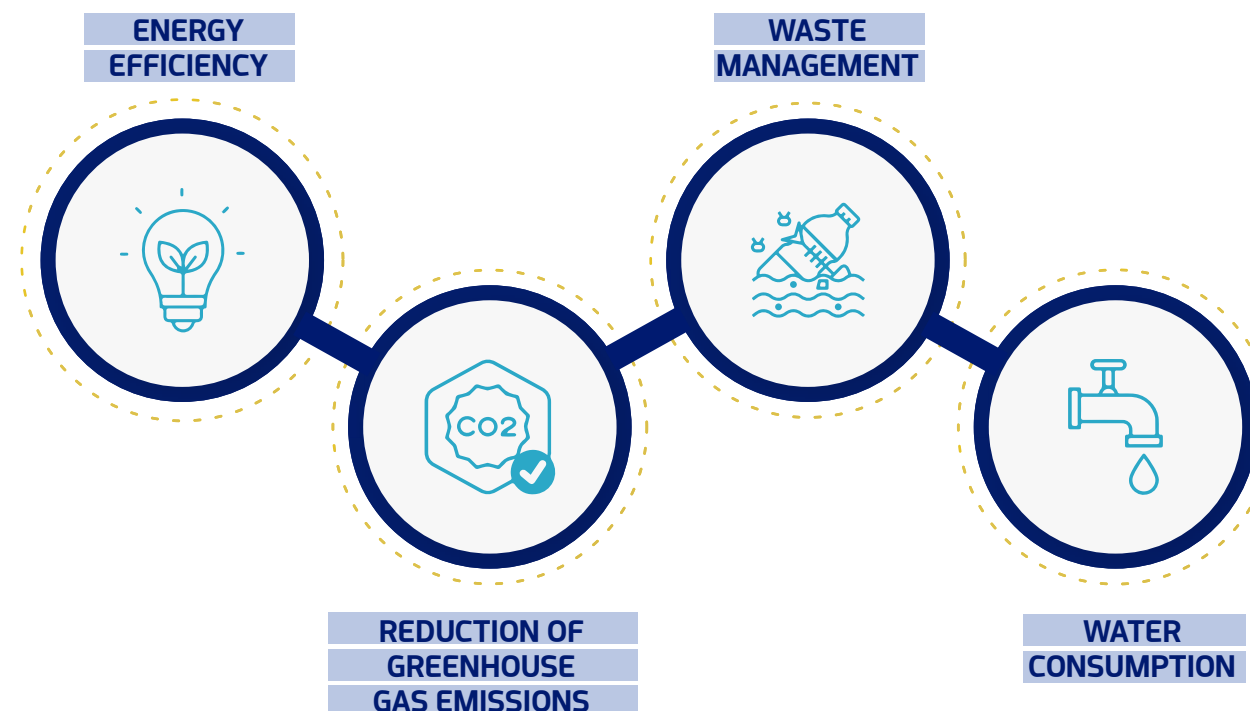 ENERGY
EFFICIENCY
WASTE
MANAGEMENT
CO2
REDUCTION OF
GREENHOUSE
GAS EMISSIONS
WATER
CONSUMPTION